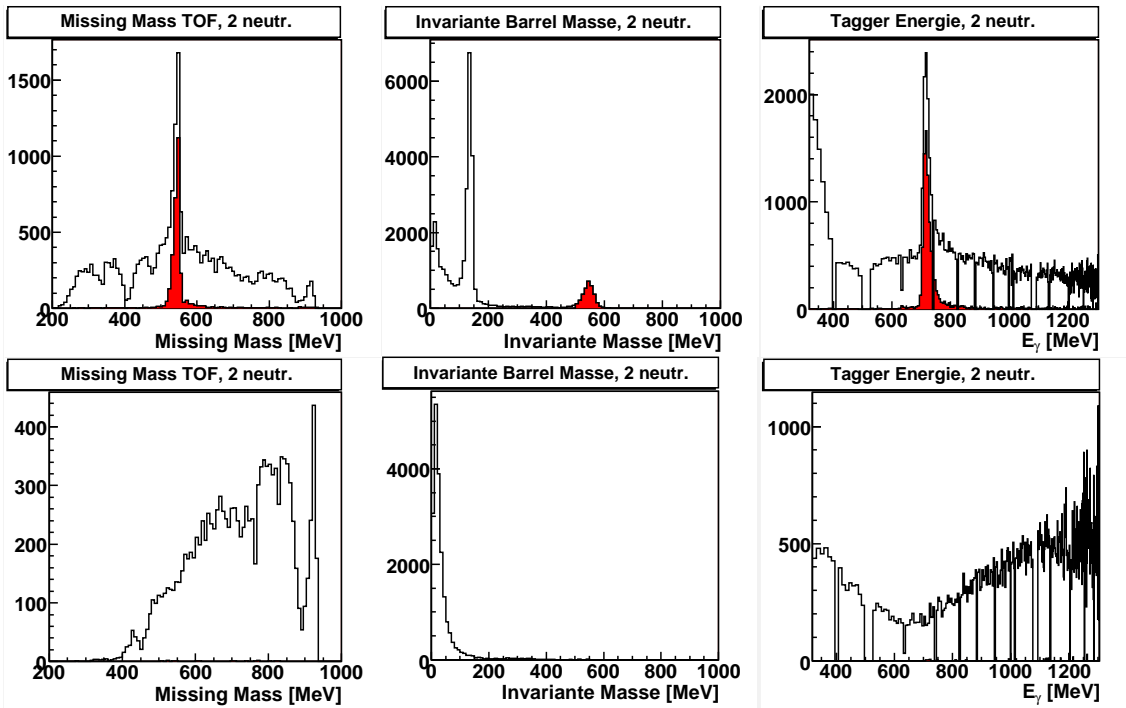 Missing Mass TOF, 2 neutr.
Invariante Barrel Masse, 2 neutr.
Tagger Energie, 2 neutr.
1500
1000
500
0
200 400 600 800 1000
Missing Mass [MeV]
6000
4000
2000
0
0 200 400 600 800 1000
Invariante Masse [MeV]
2000
1000
0
400 600 800 1000 1200
Eγ [MeV]
Missing Mass TOF, 2 neutr.
Invariante Barrel Masse, 2 neutr.
Tagger Energie, 2 neutr.
400
300
200
100
0
200 400 600 800 1000
Missing Mass [MeV]
4000
2000
0
0 200 400 600 800 1000
Invariante Masse [MeV]
1000
500
0
400 600 800 1000 1200
Eγ [MeV]